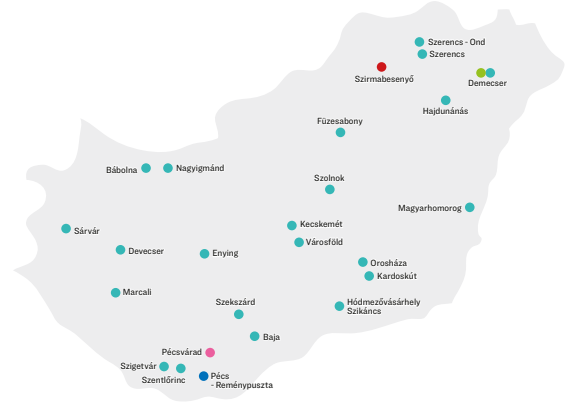 Szerencs - Ond
Szerencs
Szirmabesenyő
Demecser
Hajdunánás
Füzesabony
Bábolna
Nagyigmánd
Szolnok
Magyarhomorog
Kecskemét
Sárvár
Városföld
Devecser
Enying
Orosháza
Kardoskút
Marcali
Szekszárd
Hódmezővásárhely
Szikáncs
Baja
Pécsvárad
Szigetvár
Szentlőrinc
Pécs
- Reménypuszta